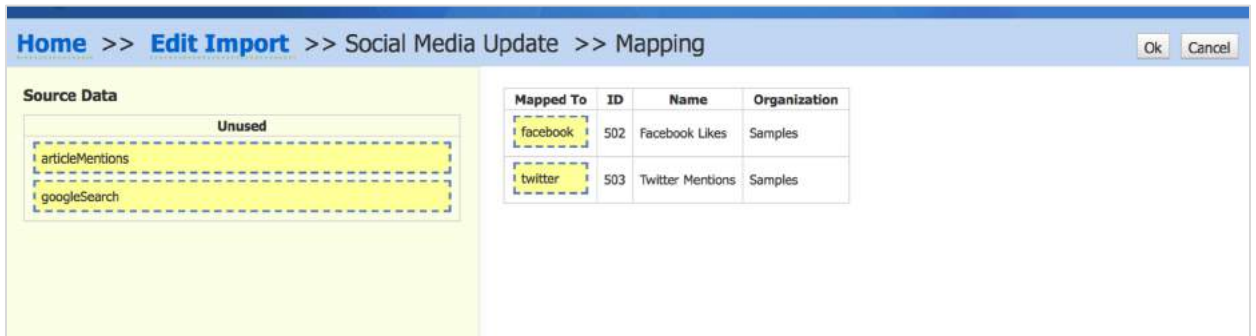 Home >> Edit Import >> Social Media Update >> Mapping
Ok Cancel
Source Data
Unused
articleMentions
googleSearch
Mapped To ID Name Organization
facebook 502 Facebook Likes Samples
twitter 503 Twitter Mentions Samples